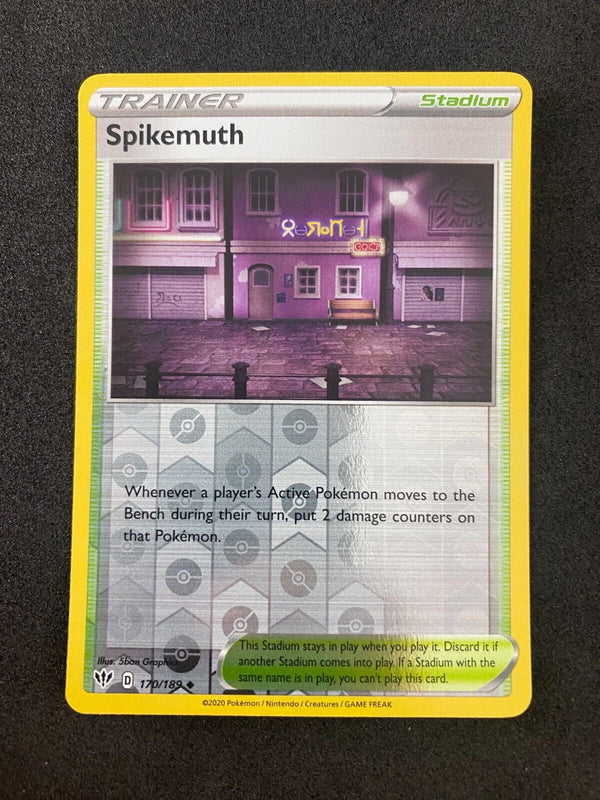 TRAINER
Stadium
Spikemuth
Whenever a player's Active Pokémon moves to the
Bench during their turn, put 2 damage counters on
that Pokémon.
Illus. 5ban Graphics
This Stadium stays in play when you play it. Discard it if
another Stadium comes into play. If a Stadium with the
same name is in play, you can't play this card.
D 170/189
©2020 Pokémon / Nintendo / Creatures / GAME FREAK